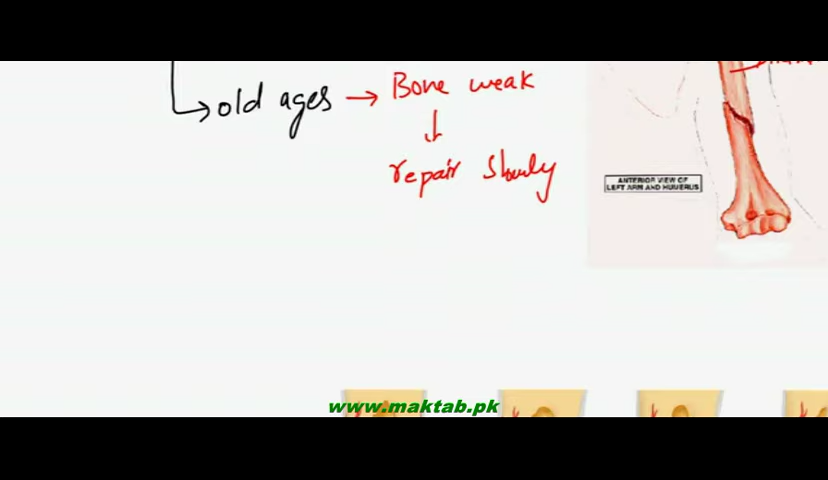 old ages → Bone weak
↓
repair slowly
ANTERIOR VIEW OF
LEFT ARM AND HUMERUS
www.maktab.pk